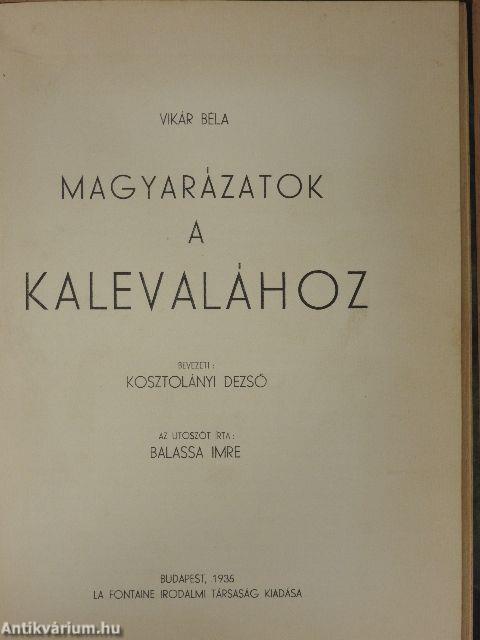 VIKÁR BÉLA
MAGYARÁZATOK
A
KALEVALÁHOZ
BEVEZETI:
KOSZTOLÁNYI DEZSŐ
AZ UTOSZÓT ÍRTA:
BALASSA IMRE
BUDAPEST, 1935
LA FONTAINE IRODALMI TÁRSASÁG KIADÁSA
Antikvárium.hu